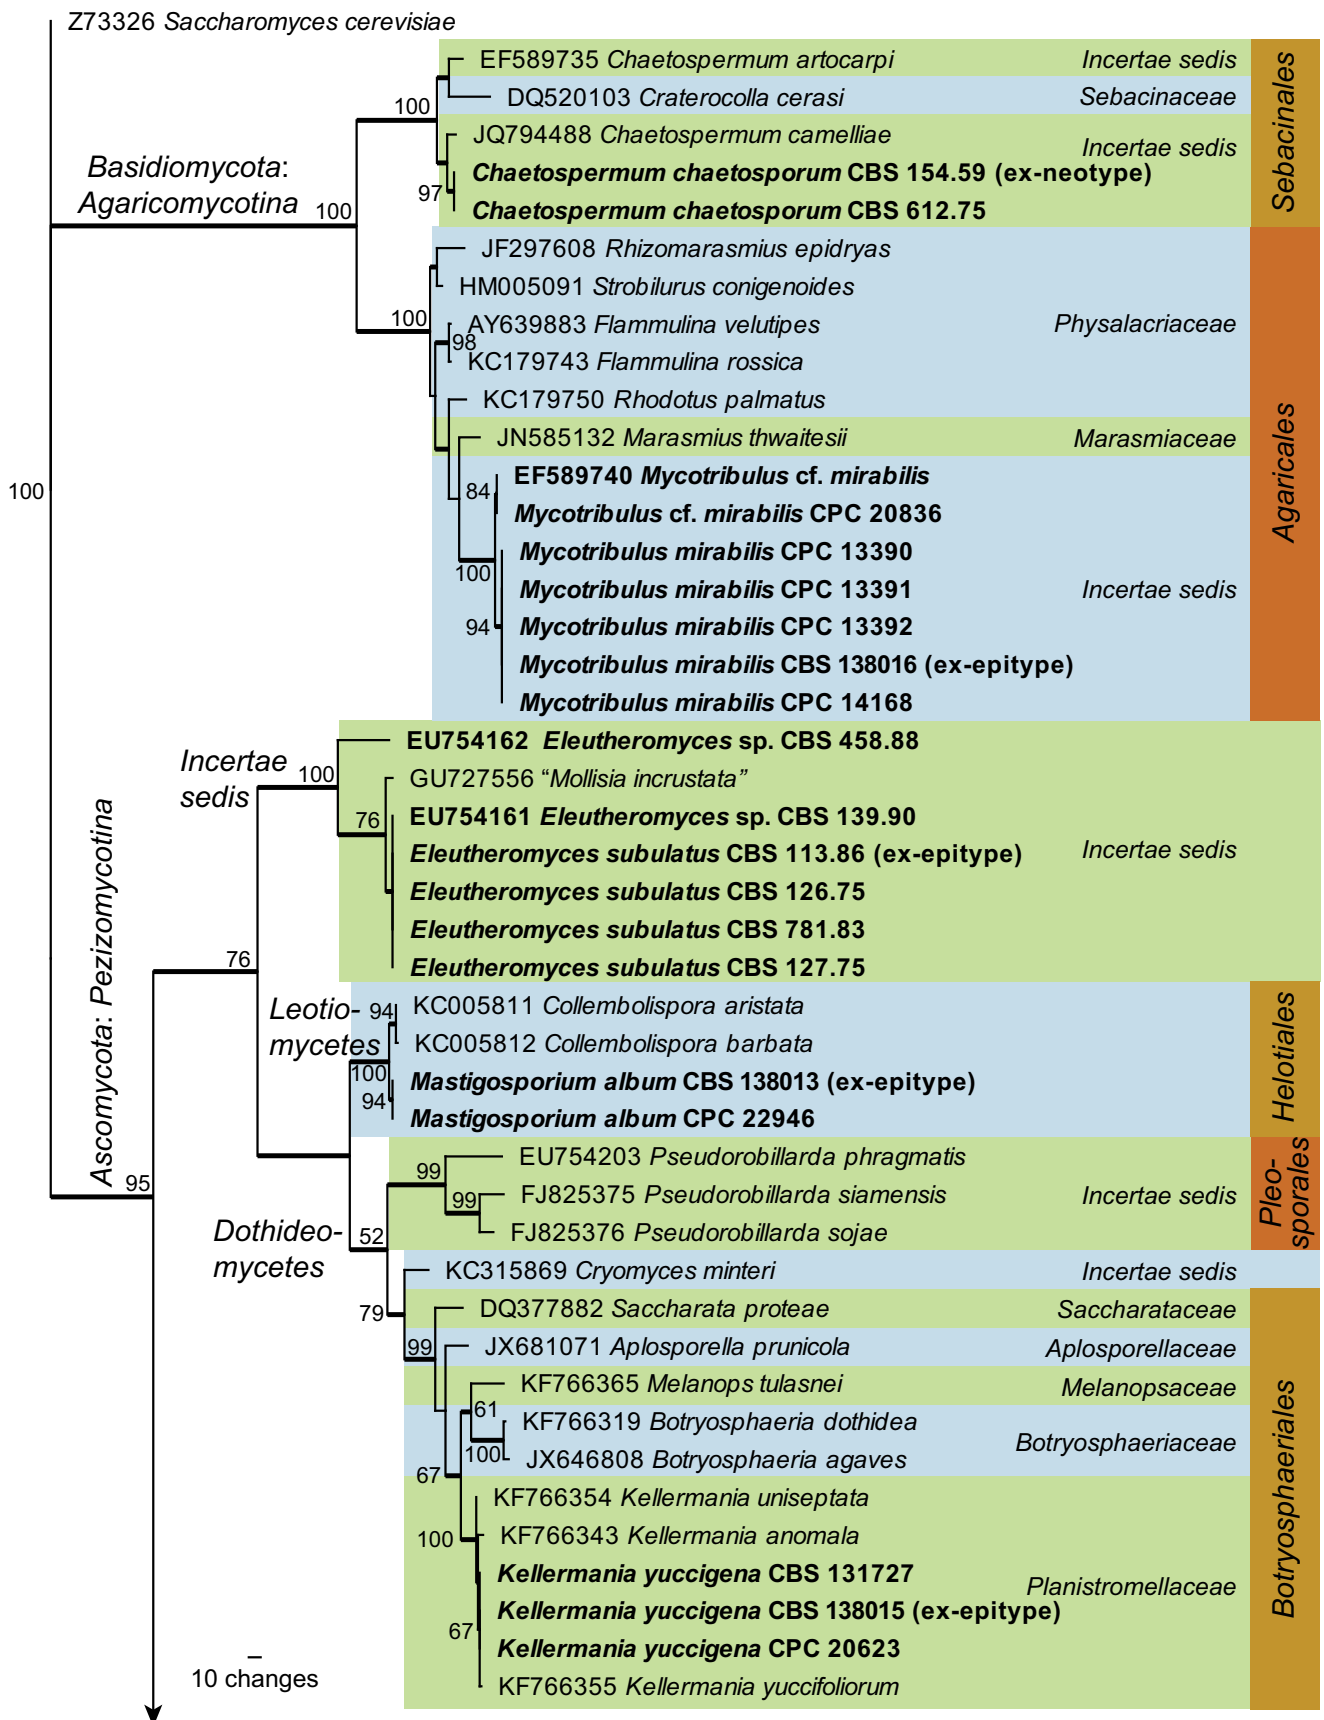 Z73326 Saccharomyces cerevisiae
EF589735 Chaetospermum artocarpi
Incertae sedis
DQ520103 Craterocolla cerasi
Sebacinaceae
100
JQ794488 Chaetospermum camelliae
Incertae sedis
Chaetospermum chaetosporum CBS 154.59 (ex-neotype)
97
Chaetospermum chaetosporum CBS 612.75
Sebacinales
Basidiomycota:
Agaricomycotina
100
JF297608 Rhizomarasmius epidryas
HM005091 Strobilurus conigenoides
100
AY639883 Flammulina velutipes
Physalacriaceae
98
KC179743 Flammulina rossica
KC179750 Rhodotus palmatus
JN585132 Marasmius thwaitesii
Marasmiaceae
Agaricales
100
EF589740 Mycotribulus cf. mirabilis
84
Mycotribulus cf. mirabilis CPC 20836
Mycotribulus mirabilis CPC 13390
100
Mycotribulus mirabilis CPC 13391
Incertae sedis
94
Mycotribulus mirabilis CPC 13392
Mycotribulus mirabilis CBS 138016 (ex-epitype)
Mycotribulus mirabilis CPC 14168
Incertae
sedis
100
EU754162 Eleutheromyces sp. CBS 458.88
GU727556 “Mollisia incrustata”
76
EU754161 Eleutheromyces sp. CBS 139.90
Eleutheromyces subulatus CBS 113.86 (ex-epitype)
Incertae sedis
Eleutheromyces subulatus CBS 126.75
Eleutheromyces subulatus CBS 781.83
Eleutheromyces subulatus CBS 127.75
Ascomycota: Pezizomycotina
76
95
Leotio-
mycetes
94
KC005811 Collembolispora aristata
KC005812 Collembolispora barbata
100
Mastigosporium album CBS 138013 (ex-epitype)
94
Mastigosporium album CPC 22946
Helotiales
Dothideo-
mycetes
52
99
EU754203 Pseudorobillarda phragmatis
99
FJ825375 Pseudorobillarda siamensis
Incertae sedis
FJ825376 Pseudorobillarda sojae
Pleo-
sporales
KC315869 Cryomyces minteri
Incertae sedis
79
DQ377882 Saccharata proteae
Saccharataceae
99
JX681071 Aplosporella prunicola
Aplosporellaceae
KF766365 Melanops tulasnei
Melanopsaceae
61
KF766319 Botryosphaeria dothidea
Botryosphaeriaceae
100
JX646808 Botryosphaeria agaves
67
KF766354 Kellermania uniseptata
100
KF766343 Kellermania anomala
Kellermania yuccigena CBS 131727
Planistromellaceae
Kellermania yuccigena CBS 138015 (ex-epitype)
67
Kellermania yuccigena CPC 20623
KF766355 Kellermania yuccifoliorum
Botryosphaeriales
10 changes